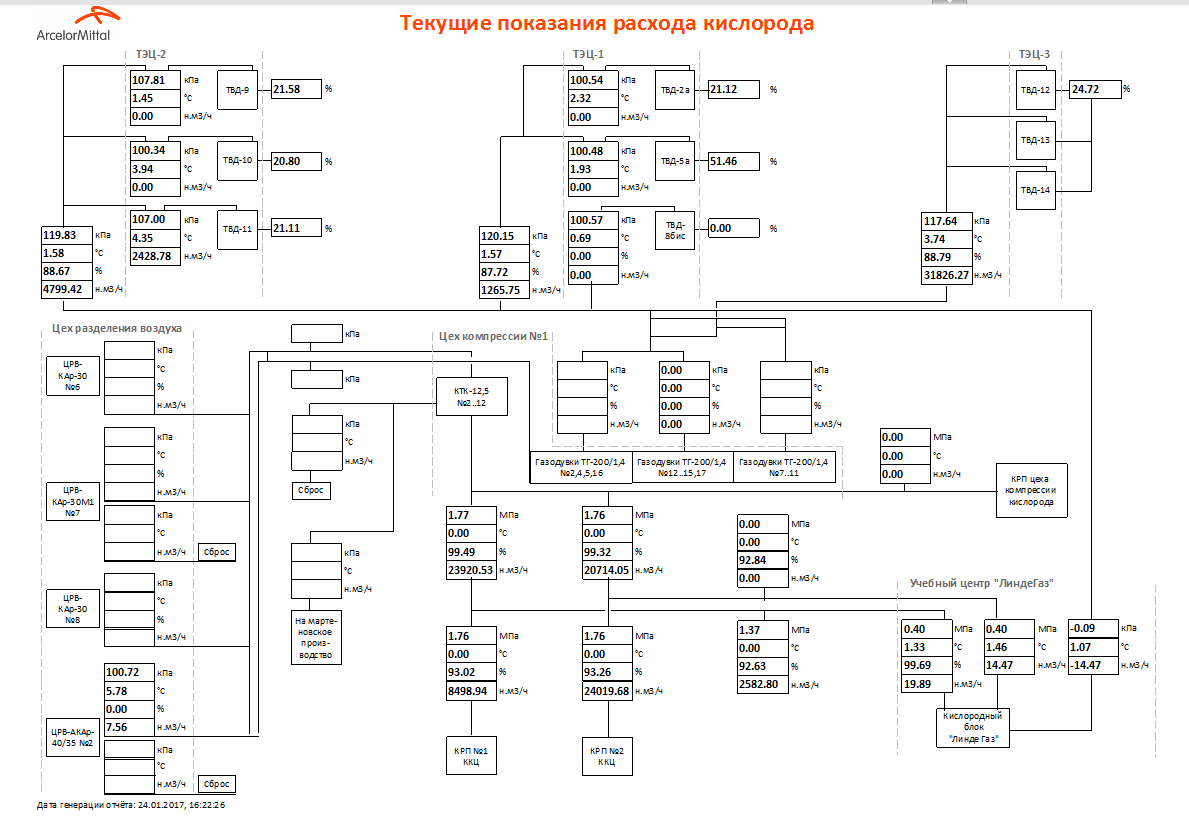 ArcelorMittal
Текущие показания расхода кислорода
ТЭЦ-2
107.81 кПа
1.45 °C
0.00 н.м3/ч
ТВД-9
21.58 %
100.34 кПа
3.94 °C
0.00 н.м3/ч
ТВД-10
20.80 %
107.00 кПа
4.35 °C
2428.78 н.м3/ч
ТВД-11
21.11 %
119.83 кПа
1.58 °C
88.67 %
4799.42 н.м3/ч
ТЭЦ-1
100.54 кПа
2.32 °C
0.00 н.м3/ч
ТВД-2а
21.12 %
100.48 кПа
1.93 °C
0.00 н.м3/ч
ТВД-5а
51.46 %
100.57 кПа
0.69 °C
0.00 %
0.00 н.м3/ч
ТВД-
8бис
0.00 %
120.15 кПа
1.57 °C
87.72 %
1265.75 н.м3/ч
ТЭЦ-3
ТВД-12
24.72 %
ТВД-13
ТВД-14
117.64 кПа
3.74 °C
88.79 %
31826.27 н.м3/ч
Цех разделения воздуха
ЦРВ-
КАр-30
№6
кПа
°C
%
н.м3/ч
ЦРВ-
КАр-30М1
№7
кПа
°C
%
н.м3/ч
кПа
°C
н.м3/ч
Сброс
ЦРВ-
КАр-30
№8
кПа
°C
%
н.м3/ч
ЦРВ-АКАр-
40/35 №2
100.72 кПа
5.78 °C
0.00 %
7.56 н.м3/ч
кПа
°C
н.м3/ч
Сброс
кПа
кПа
кПа
°C
н.м3/ч
Сброс
кПа
°C
н.м3/ч
На марте-
новское
произ-
водство
Цех компрессии №1
КТК-12,5
№2..12
кПа
°C
%
н.м3/ч
Газодувки ТГ-200/1,4
№2,4,5,16
0.00 кПа
0.00 °C
0.00 %
0.00 н.м3/ч
Газодувки ТГ-200/1,4
№12..15,17
кПа
°C
%
н.м3/ч
Газодувки ТГ-200/1,4
№7..11
0.00 МПа
0.00 °C
0.00 н.м3/ч
КРП цеха
компрессии
кислорода
1.77 МПа
0.00 °C
99.49 %
23920.53 н.м3/ч
1.76 МПа
0.00 °C
99.32 %
20714.05 н.м3/ч
0.00 МПа
0.00 °C
92.84 %
0.00 н.м3/ч
1.76 МПа
0.00 °C
93.02 %
8498.94 н.м3/ч
КРП №1
ККЦ
1.76 МПа
0.00 °C
93.26 %
24019.68 н.м3/ч
КРП №2
ККЦ
1.37 МПа
0.00 °C
92.63 %
2582.80 н.м3/ч
Учебный центр "ЛиндеГаз"
0.40 МПа
1.33 °C
99.69 %
19.89 н.м3/ч
0.40 МПа
1.46 °C
14.47 н.м3/ч
-0.09 кПа
1.07 °C
-14.47 н.м3/ч
Кислородный
блок
"Линде Газ"
Дата генерации отчёта: 24.01.2017, 16:22:26